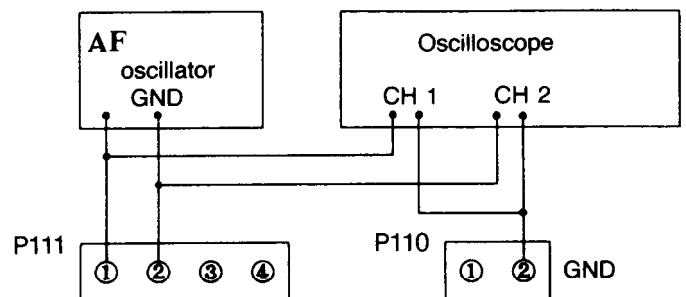 AF
oscillator
GND
Oscilloscope
CH 1 CH 2
P111
① ② ③ ④
P110
① ② GND